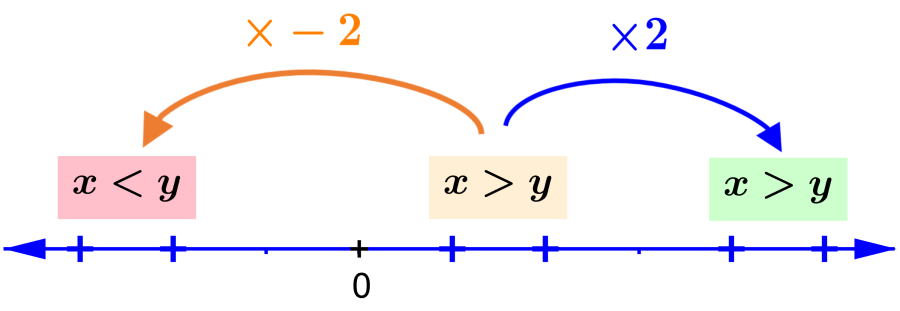 × − 2
×2
x < y
x > y
x > y
0